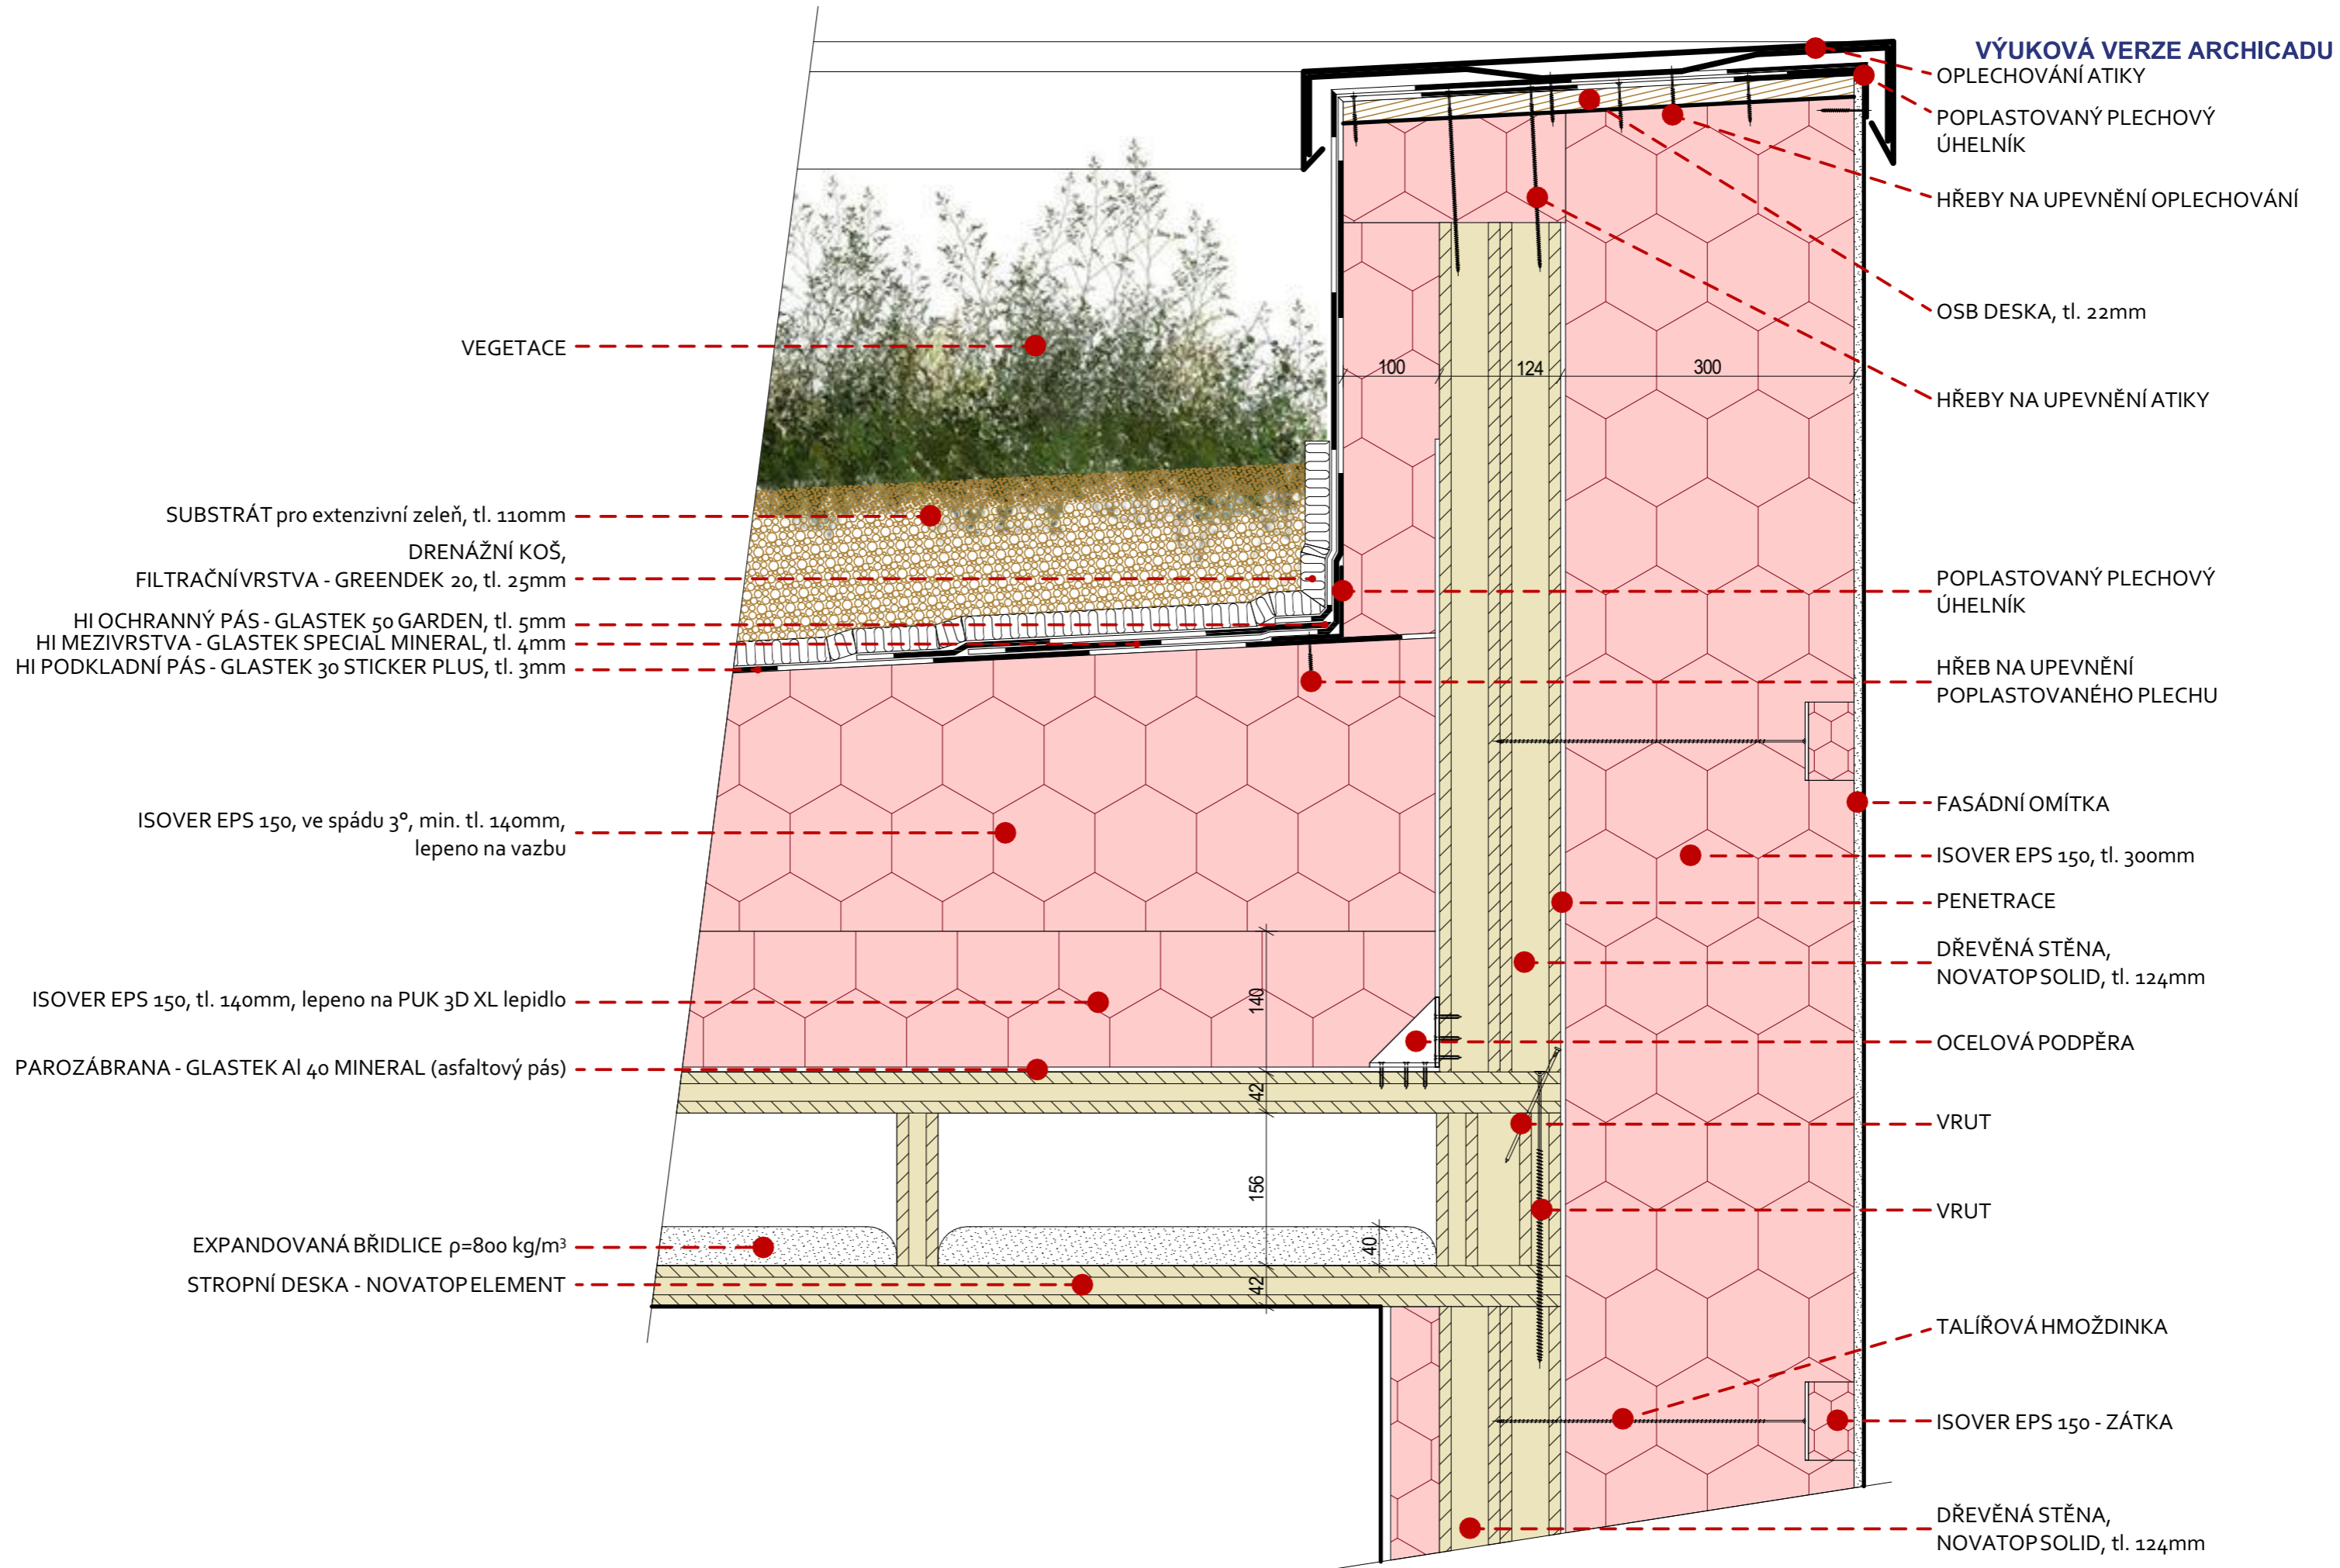 VÝUKOVÁ VERZE ARCHICADU
OPLECHOVÁNÍ ATIKY
POPLASTOVANÝ PLECHOVÝ
ÚHELNÍK
HŘEBY NA UPEVNĚNÍ OPLECHOVÁNÍ
OSB DESKA, tl. 22mm
HŘEBY NA UPEVNĚNÍ ATIKY
POPLASTOVANÝ PLECHOVÝ
ÚHELNÍK
HŘEB NA UPEVNĚNÍ
POPLASTOVANÉHO PLECHU
FASÁDNÍ OMÍTKA
ISOVER EPS 150, tl. 300mm
PENETRACE
DŘEVĚNÁ STĚNA,
NOVATOP SOLID, tl. 124mm
OCELOVÁ PODPĚRA
VRUT
VRUT
TALÍŘOVÁ HMOŽDINKA
ISOVER EPS 150 - ZÁTKA
DŘEVĚNÁ STĚNA,
NOVATOP SOLID, tl. 124mm
VEGETACE
SUBSTRÁT pro extenzivní zeleň, tl. 110mm
DRENÁŽNÍ KOŠ,
FILTRAČNÍ VRSTVA - GREENDEK 20, tl. 25mm
HI OCHRANNÝ PÁS - GLASTEK 50 GARDEN, tl. 5mm
HI MEZIVRSTVA - GLASTEK SPECIAL MINERAL, tl. 4mm
HI PODKLADNÍ PÁS - GLASTEK 30 STICKER PLUS, tl. 3mm
ISOVER EPS 150, ve spádu 3°, min. tl. 140mm,
lepeno na vazbu
ISOVER EPS 150, tl. 140mm, lepeno na PUK 3D XL lepidlo
PAROZÁBRANA - GLASTEK Al 40 MINERAL (asfaltový pás)
EXPANDOVANÁ BŘIDLICE ρ=800 kg/m³
STROPNÍ DESKA - NOVATOP ELEMENT
100
124
300
140
42
156
40
42